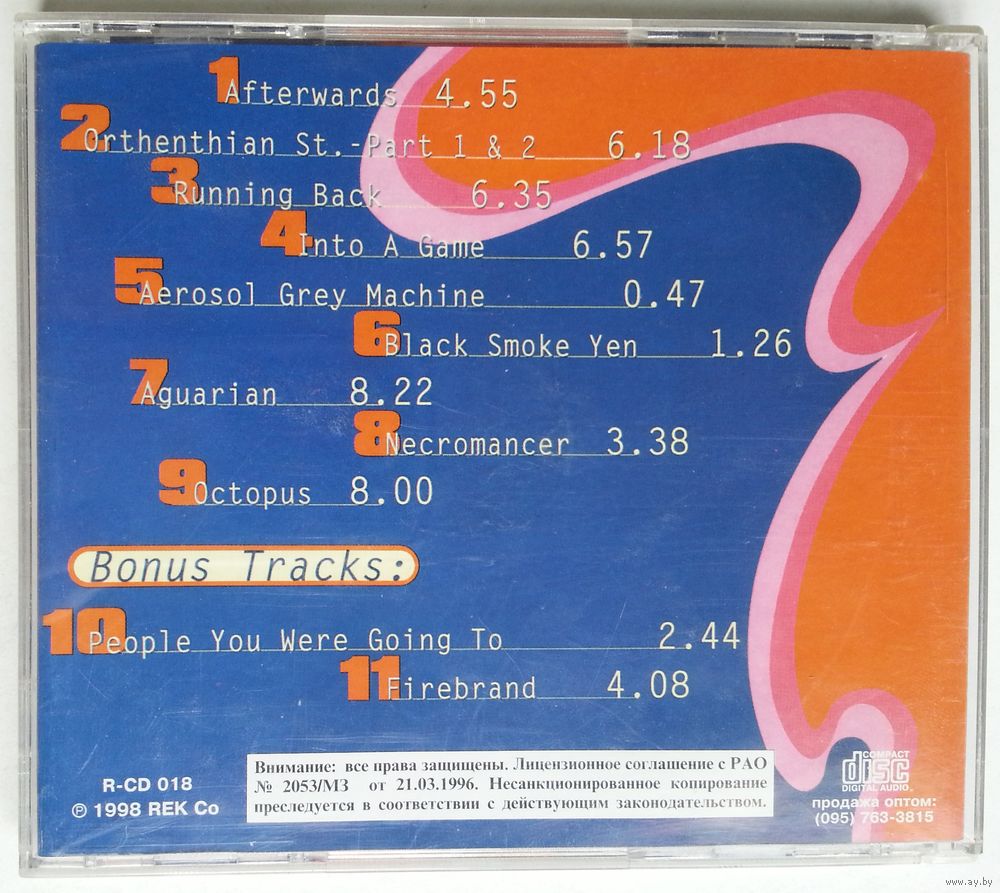 1 Afterwards 4.55
2 Orthenthian St.-Part 1 & 2 6.18
3 Running Back 6.35
4 Into A Game 6.57
5 Aerosol Grey Machine 0.47
6 Black Smoke Yen 1.26
7 Aguarian 8.22
8 Necromancer 3.38
9 Octopus 8.00
Bonus Tracks:
10 People You Were Going To 2.44
11 Firebrand 4.08
R-CD 018
℗ 1998 REK Co
Внимание: все права защищены. Лицензионное соглашение с РАО
№ 2053/МЗ от 21.03.1996. Несанкционированное копирование
преследуется в соответствии с действующим законодательством.
COMPACT
disc
DIGITAL AUDIO
продажа оптом:
(095) 763-3815
www.ay.by